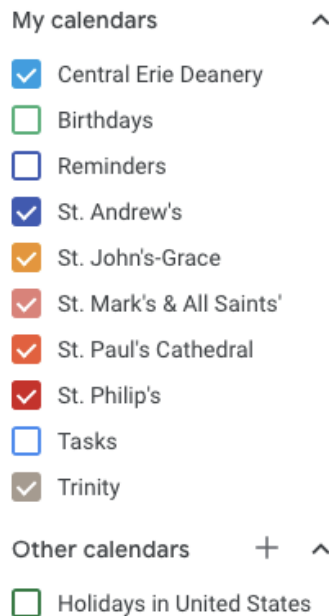 My calendars
Central Erie Deanery
Birthdays
Reminders
St. Andrew's
St. John's-Grace
St. Mark's & All Saints'
St. Paul's Cathedral
St. Philip's
Tasks
Trinity
Other calendars
Holidays in United States